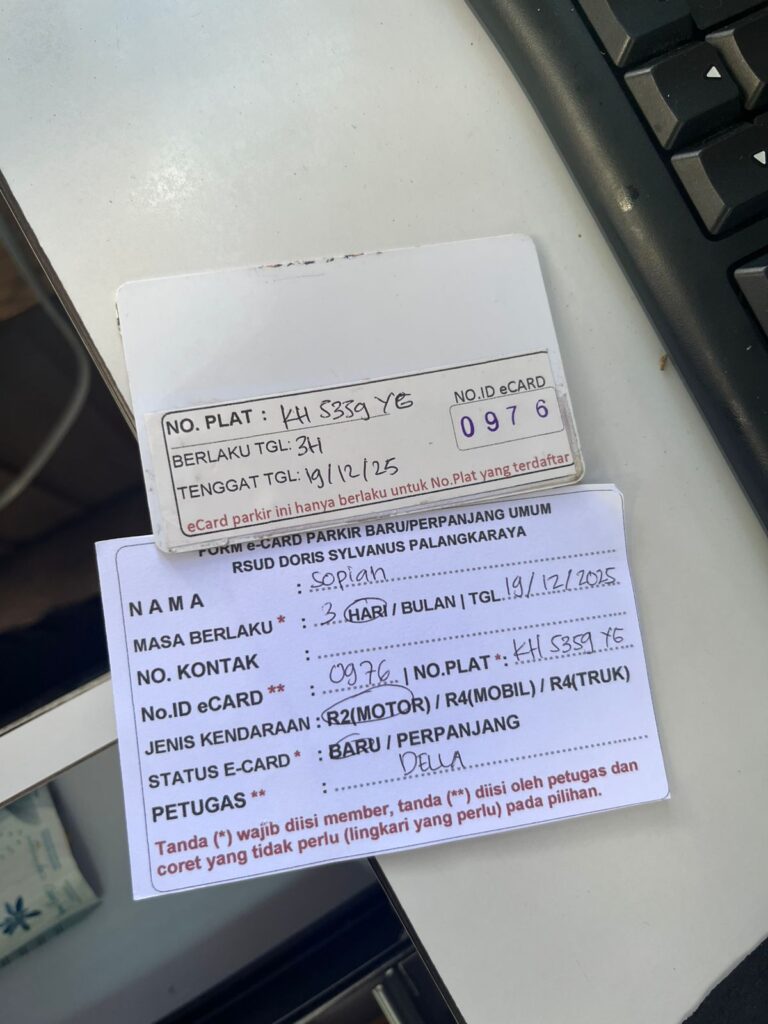 NO. PLAT : KH 5359 YE
NO.ID eCARD
BERLAKU TGL: 3H
0976
TENGGAT TGL: 19/12/25
eCard parkir ini hanya berlaku untuk No.Plat yang terdaftar
FORM e-CARD PARKIR BARU/PERPANJANG UMUM
RSUD DORIS SYLVANUS PALANGKARAYA
NAMA : Sopiah
MASA BERLAKU * : 3 HARI / BULAN | TGL 19/12/2025
NO. KONTAK :
No.ID eCARD ** : 0976 | NO.PLAT *: KH 5359 YE
JENIS KENDARAAN : R2(MOTOR) / R4(MOBIL) / R4(TRUK)
STATUS E-CARD * : BARU / PERPANJANG
PETUGAS ** : DELLA
Tanda (*) wajib diisi member, tanda (**) diisi oleh petugas dan
coret yang tidak perlu (lingkari yang perlu) pada pilihan.